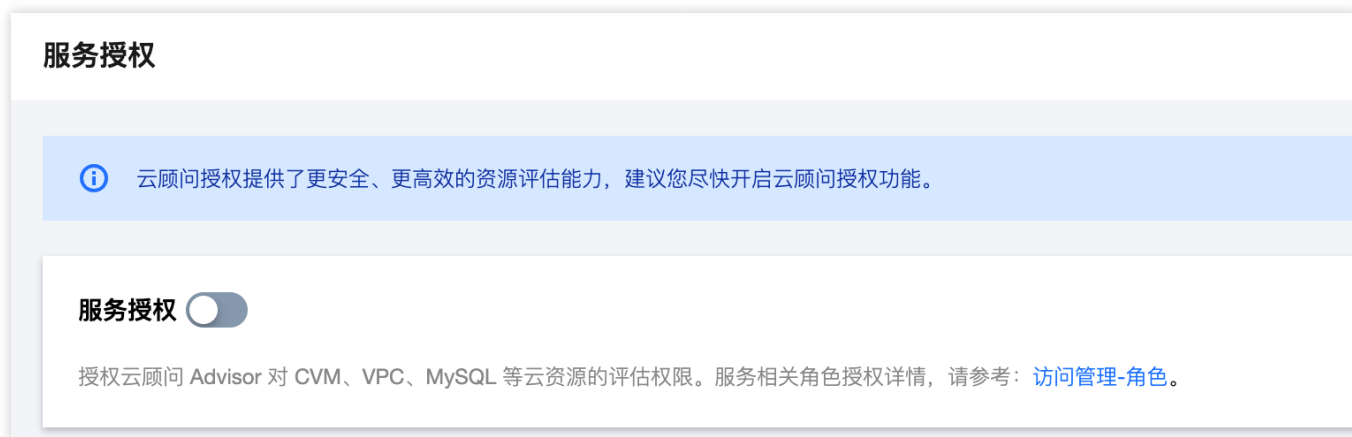 服务授权
云顾问授权提供了更安全、更高效的资源评估能力，建议您尽快开启云顾问授权功能。
服务授权
授权云顾问 Advisor 对 CVM、VPC、MySQL 等云资源的评估权限。服务相关角色授权详情，请参考：访问管理-角色。